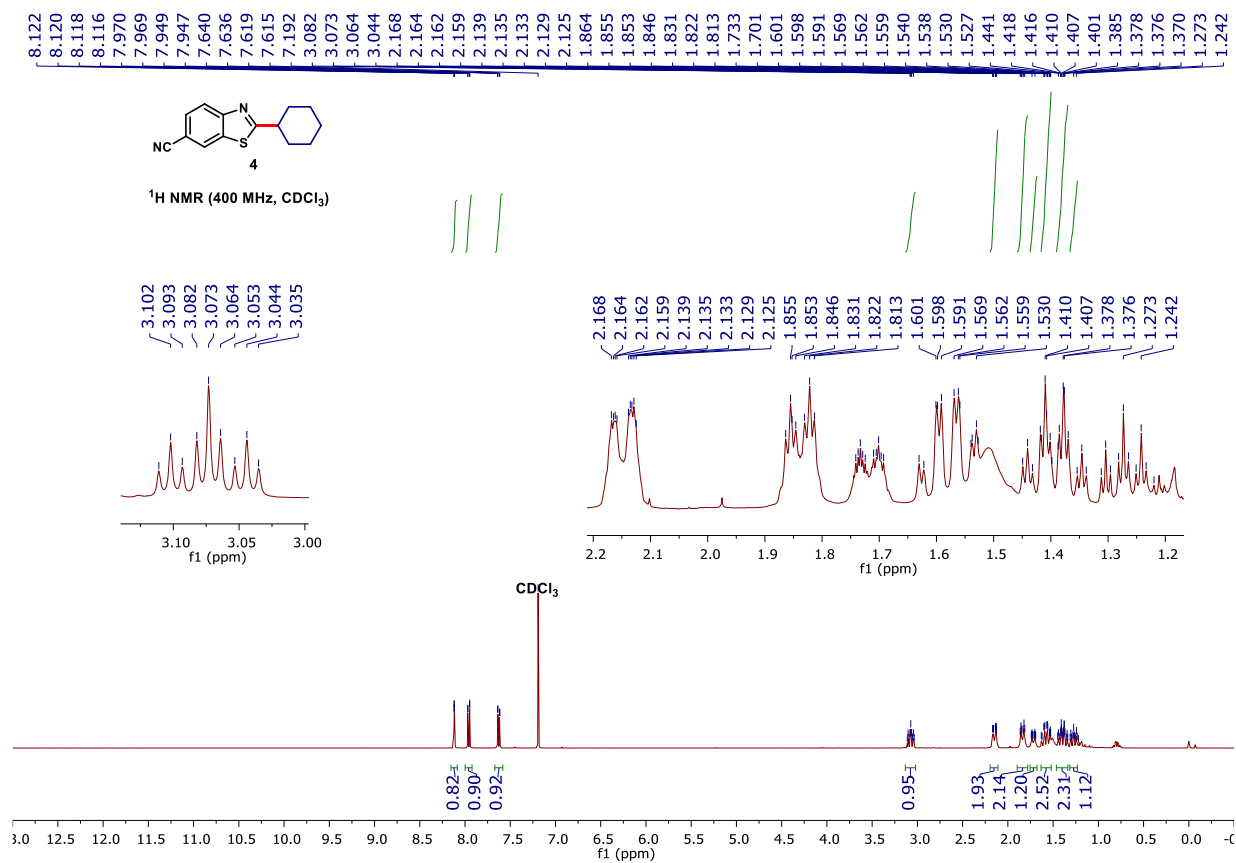 8.122 8.120 8.118 8.116 7.970 7.969 7.949 7.947 7.640 7.636 7.619 7.615 7.192 3.082 3.073 3.064 3.044 2.168 2.164 2.162 2.159 2.139 2.135 2.133 2.129 2.125 1.864 1.855 1.853 1.846 1.831 1.822 1.813 1.733 1.701 1.601 1.598 1.591 1.569 1.562 1.559 1.540 1.538 1.530 1.527 1.441 1.418 1.416 1.410 1.407 1.401 1.385 1.378 1.376 1.370 1.273 1.242
N
S
NC
4
¹H NMR (400 MHz, CDCl₃)
3.102 3.093 3.082 3.073 3.064 3.053 3.044 3.035
2.168 2.164 2.162 2.159 2.139 2.135 2.133 2.129 2.125 1.855 1.853 1.846 1.831 1.822 1.813 1.601 1.598 1.591 1.569 1.562 1.559 1.530 1.410 1.407 1.378 1.376 1.273 1.242
3.10 3.05 3.00
f1 (ppm)
2.2 2.1 2.0 1.9 1.8 1.7 1.6 1.5 1.4 1.3 1.2
f1 (ppm)
CDCl₃
0.82 0.90 0.92 0.95 1.93 2.14 1.20 2.52 2.31 1.12
3.0 12.5 12.0 11.5 11.0 10.5 10.0 9.5 9.0 8.5 8.0 7.5 7.0 6.5 6.0 5.5 5.0 4.5 4.0 3.5 3.0 2.5 2.0 1.5 1.0 0.5 0.0 -0
f1 (ppm)